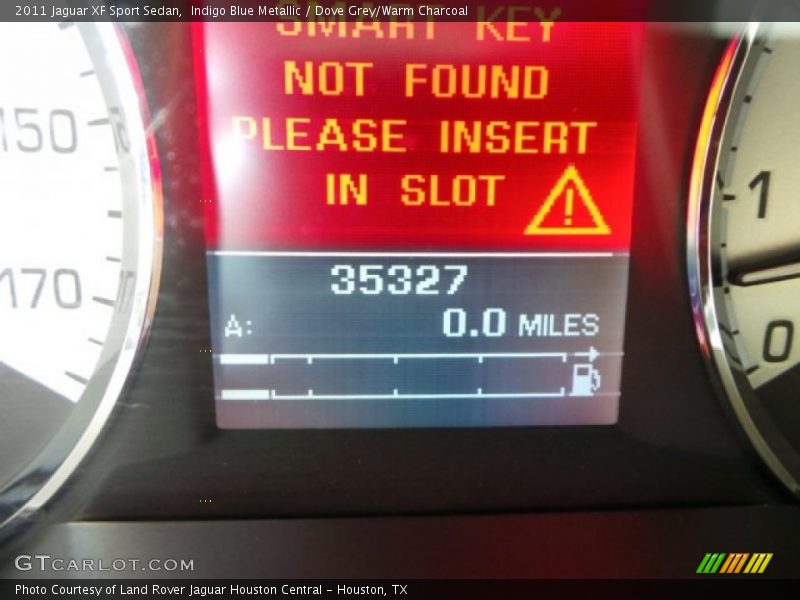 2011 Jaguar XF Sport Sedan, Indigo Blue Metallic / Dove Grey/Warm Charcoal
SMART KEY
NOT FOUND
PLEASE INSERT
IN SLOT
150
170
1
0
35327
A: 0.0 MILES
GTCARLOT.COM
Photo Courtesy of Land Rover Jaguar Houston Central - Houston, TX